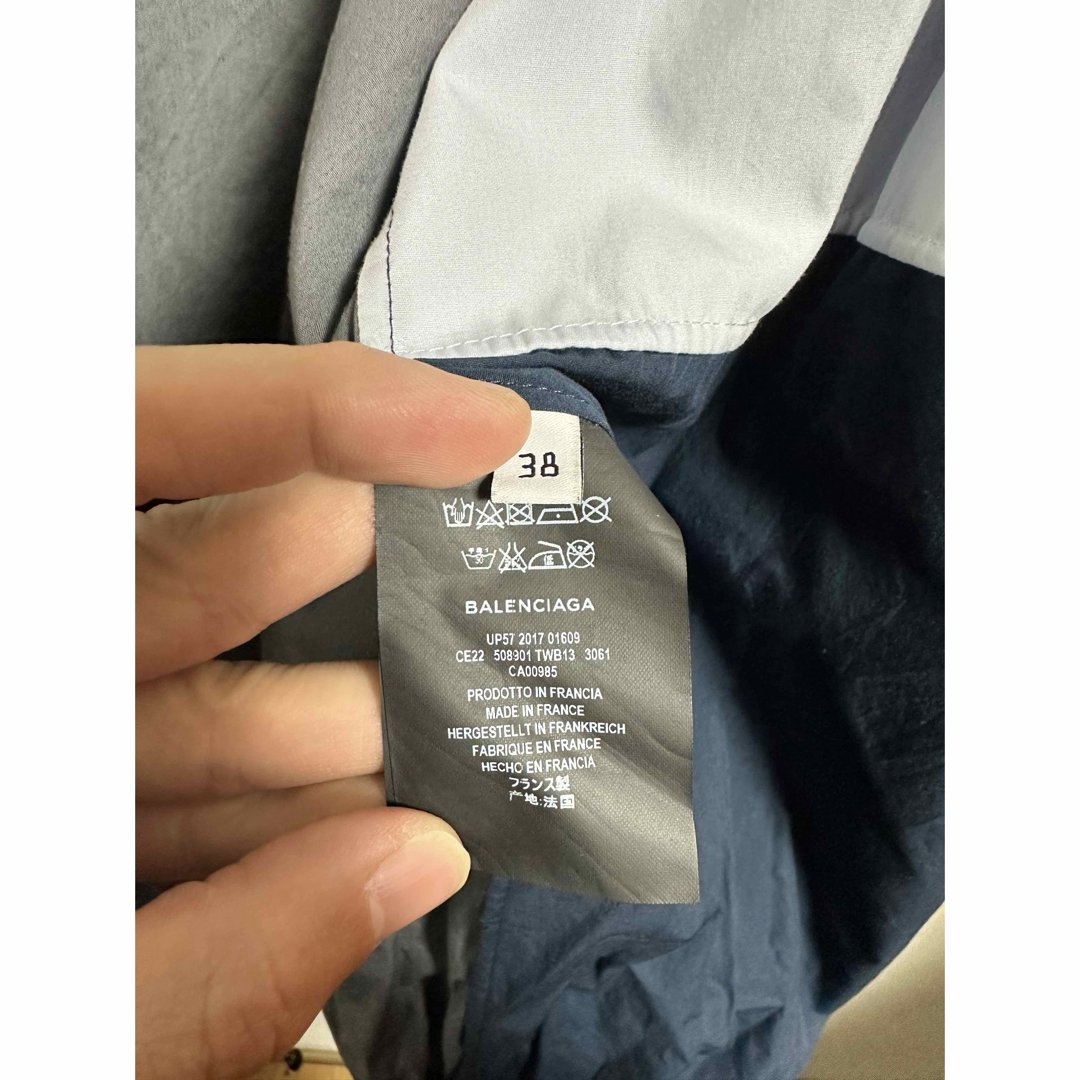 38
BALENCIAGA
UP57 2017 01609
CE22 508901 TWB13 3061
CA00985
PRODOTTO IN FRANCIA
MADE IN FRANCE
HERGESTELLT IN FRANKREICH
FABRIQUE EN FRANCE
HECHO EN FRANCIA
フランス製
产地:法国